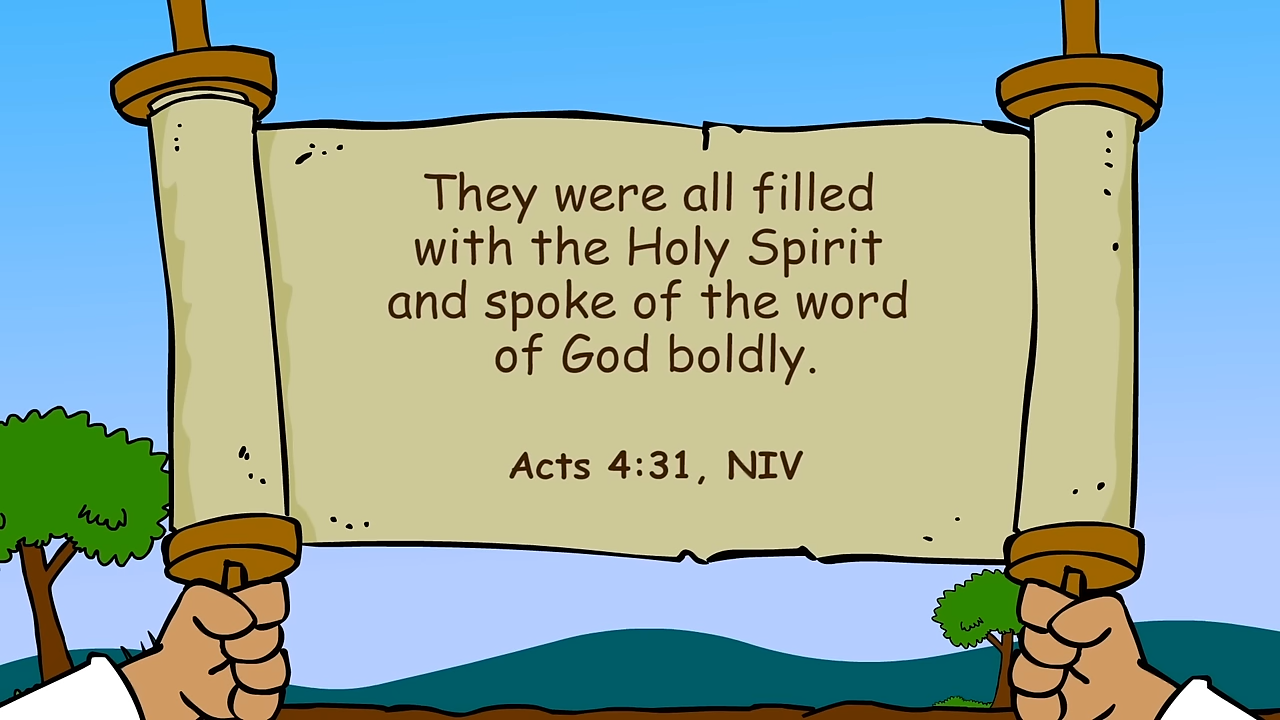 They were all filled
with the Holy Spirit
and spoke of the word
of God boldly.
Acts 4:31, NIV